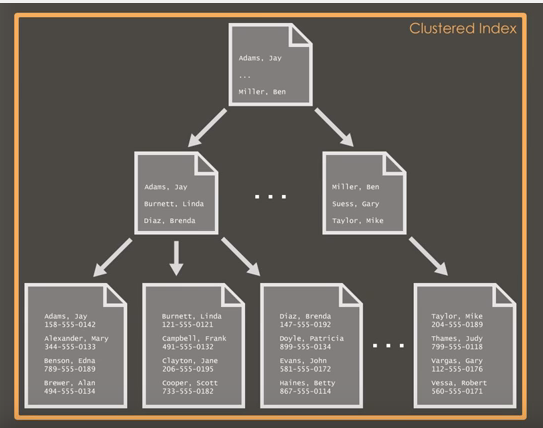 Clustered Index
Adams, Jay
...
Miller, Ben
Adams, Jay
Burnett, Linda
Diaz, Brenda
...
Miller, Ben
Suess, Gary
Taylor, Mike
Adams, Jay
158-555-0142
Alexander, Mary
344-555-0133
Benson, Edna
789-555-0189
Brewer, Alan
494-555-0134
Burnett, Linda
121-555-0121
Campbell, Frank
491-555-0132
Clayton, Jane
206-555-0195
Cooper, Scott
733-555-0182
Diaz, Brenda
147-555-0192
Doyle, Patricia
899-555-0134
Evans, John
581-555-0172
Haines, Betty
867-555-0114
...
Taylor, Mike
204-555-0189
Thames, Judy
799-555-0118
Vargas, Gary
112-555-0176
Vessa, Robert
560-555-0171